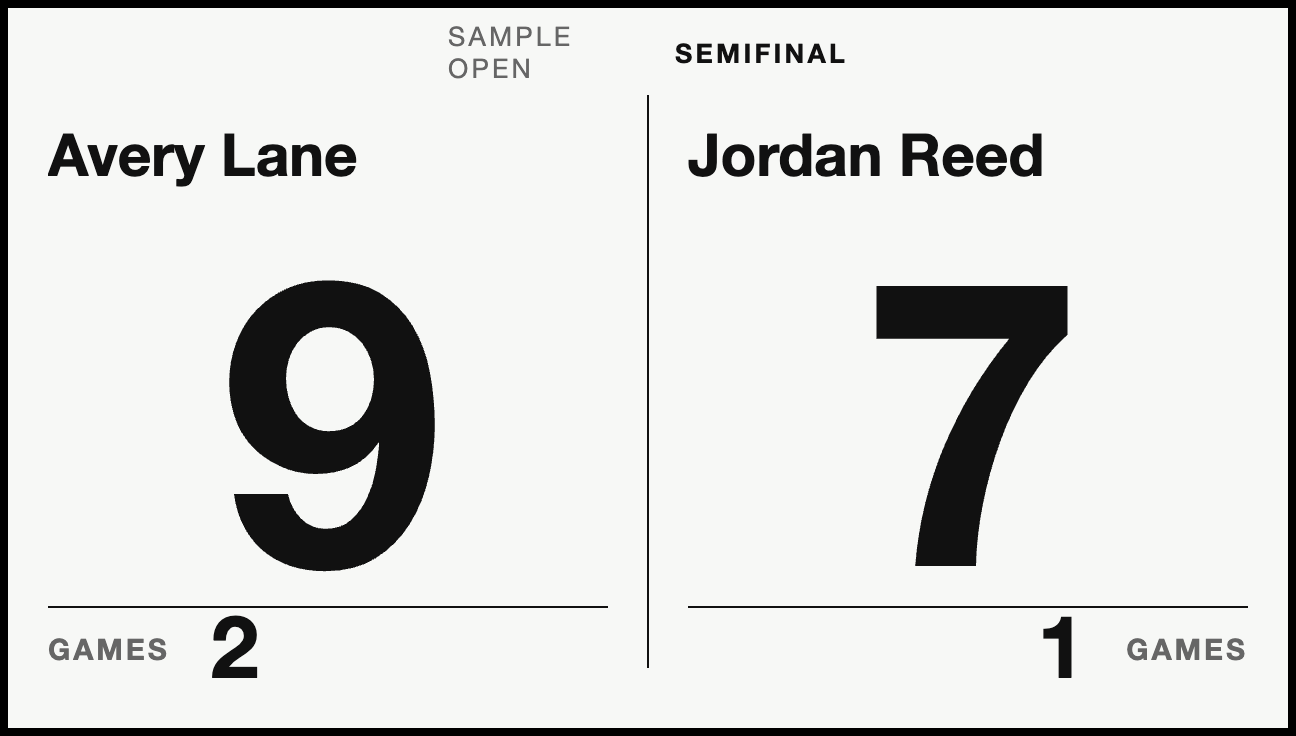 SAMPLE
OPEN
SEMIFINAL
Avery Lane
Jordan Reed
9
7
GAMES 2
1 GAMES